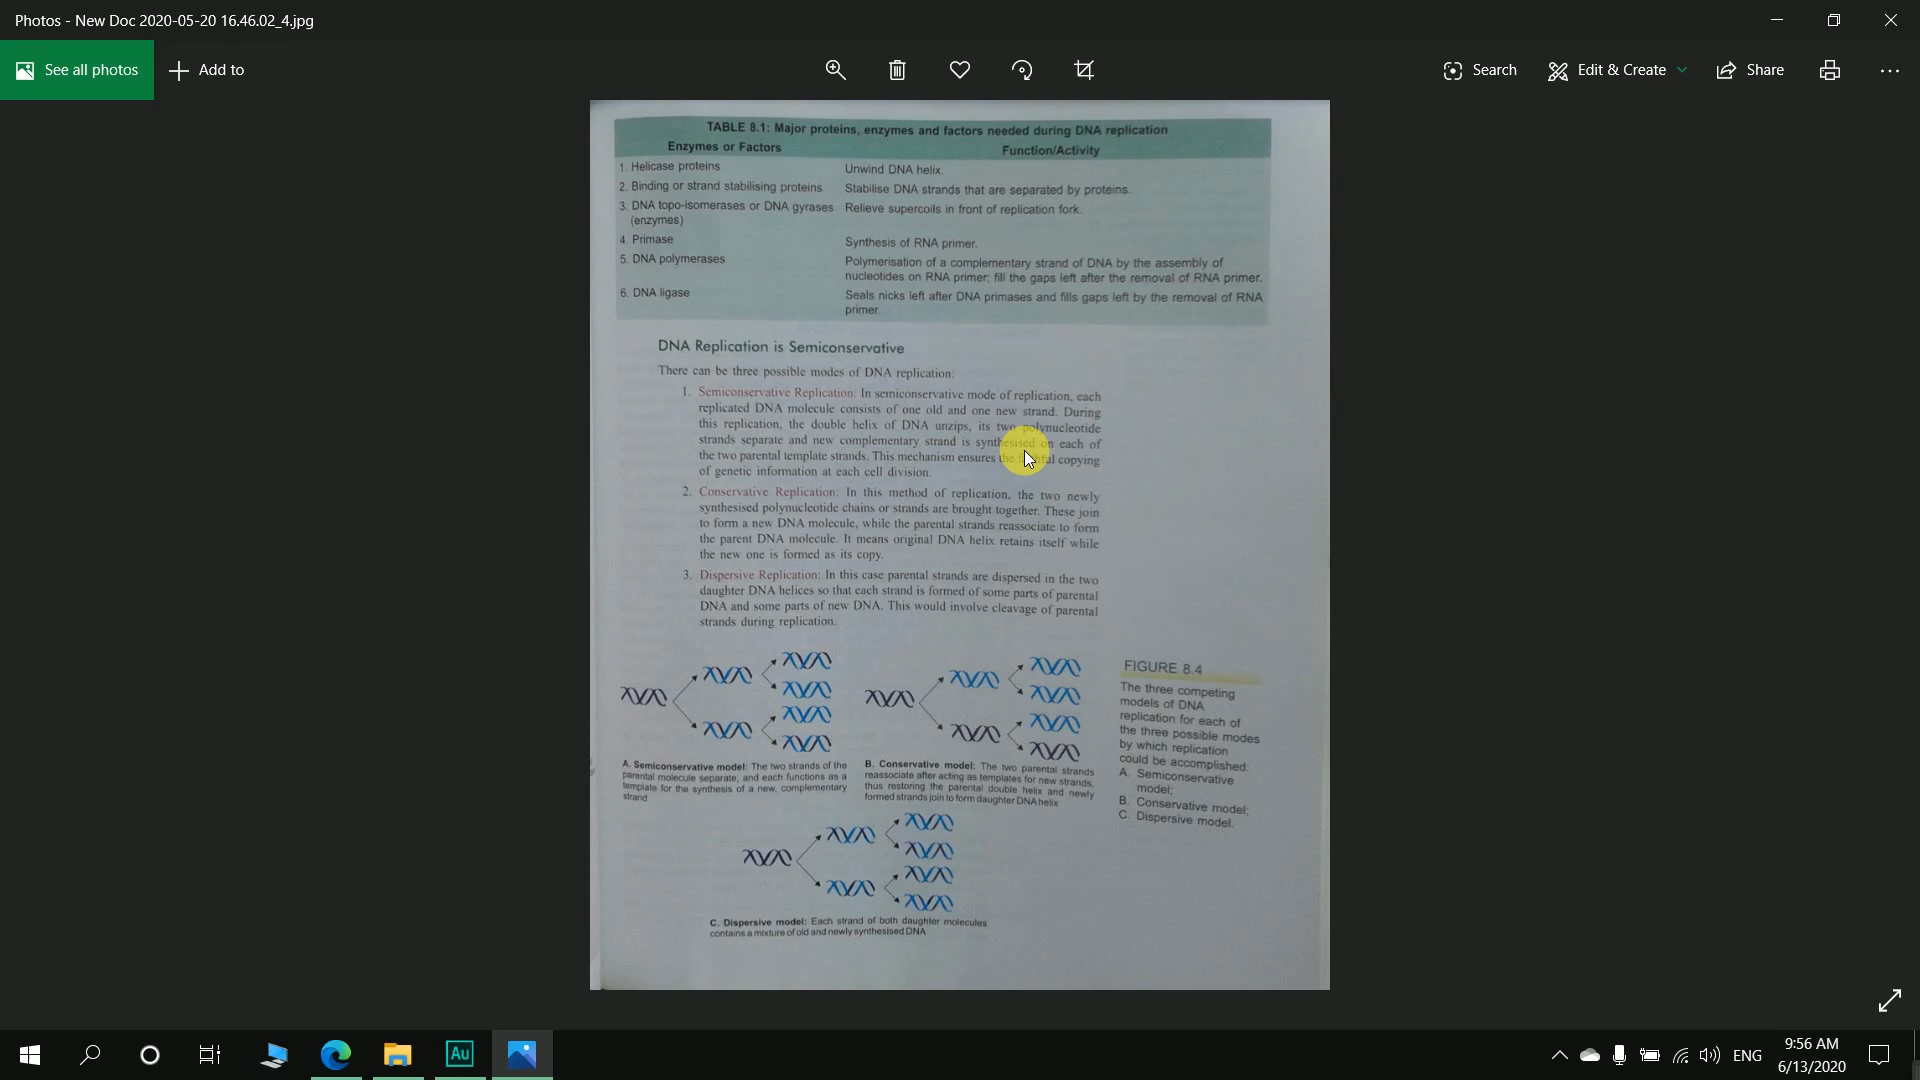 Photos - New Doc 2020-05-20 16.46.02_4.jpg
See all photos
Add to
Search
Edit & Create
Share
TABLE 8.1: Major proteins, enzymes and factors needed during DNA replication
Enzymes or Factors
Function/Activity
1. Helicase proteins
Unwind DNA helix.
2. Binding or strand stabilising proteins
Stabilise DNA strands that are separated by proteins.
3. DNA topo-isomerases or DNA gyrases
(enzymes)
Relieve supercoils in front of replication fork.
4. Primase
Synthesis of RNA primer.
5. DNA polymerases
Polymerisation of a complementary strand of DNA by the assembly of
nucleotides on RNA primer; fill the gaps left after the removal of RNA primer.
6. DNA ligase
Seals nicks left after DNA primases and fills gaps left by the removal of RNA
primer.
DNA Replication is Semiconservative
There can be three possible modes of DNA replication:
1. Semiconservative Replication: In semiconservative mode of replication, each
replicated DNA molecule consists of one old and one new strand. During
this replication, the double helix of DNA unzips, its two polynucleotide
strands separate and new complementary strand is synthesised on each of
the two parental template strands. This mechanism ensures the faithful copying
of genetic information at each cell division.
2. Conservative Replication: In this method of replication, the two newly
synthesised polynucleotide chains or strands are brought together. These join
to form a new DNA molecule, while the parental strands reassociate to form
the parent DNA molecule. It means original DNA helix retains itself while
the new one is formed as its copy.
3. Dispersive Replication: In this case parental strands are dispersed in the two
daughter DNA helices so that each strand is formed of some parts of parental
DNA and some parts of new DNA. This would involve cleavage of parental
strands during replication.
A. Semiconservative model: The two strands of the
parental molecule separate, and each functions as a
template for the synthesis of a new, complementary
strand
B. Conservative model: The two parental strands
reassociate after acting as templates for new strands,
thus restoring the parental double helix and newly
formed strands join to form daughter DNA helix
FIGURE 8.4
The three competing
models of DNA
replication for each of
the three possible modes
by which replication
could be accomplished:
A. Semiconservative
model;
B. Conservative model;
C. Dispersive model.
C. Dispersive model: Each strand of both daughter molecules
contains a mixture of old and newly synthesised DNA
Au
ENG
9:56 AM
6/13/2020